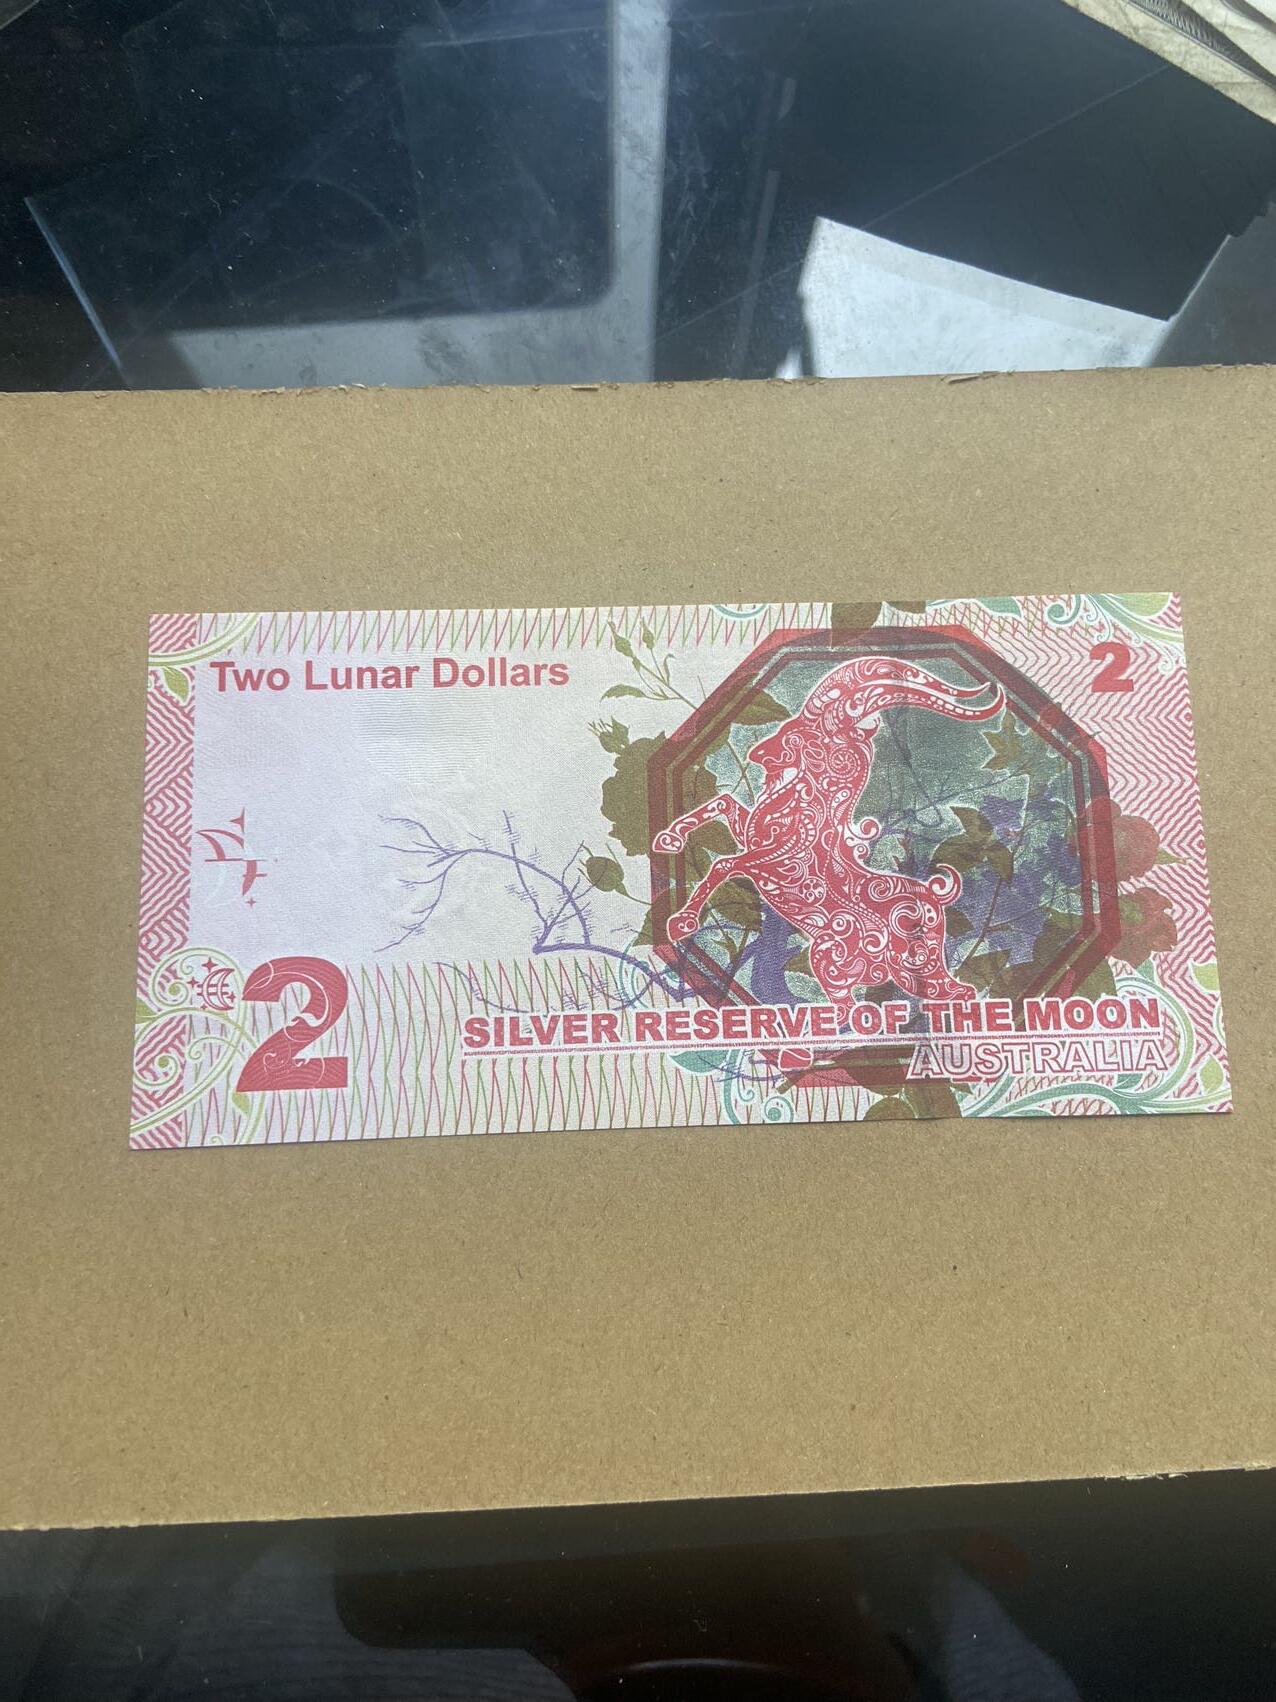 Two Lunar Dollars
2
2
SILVER RESERVE OF THE MOON
AUSTRALIA